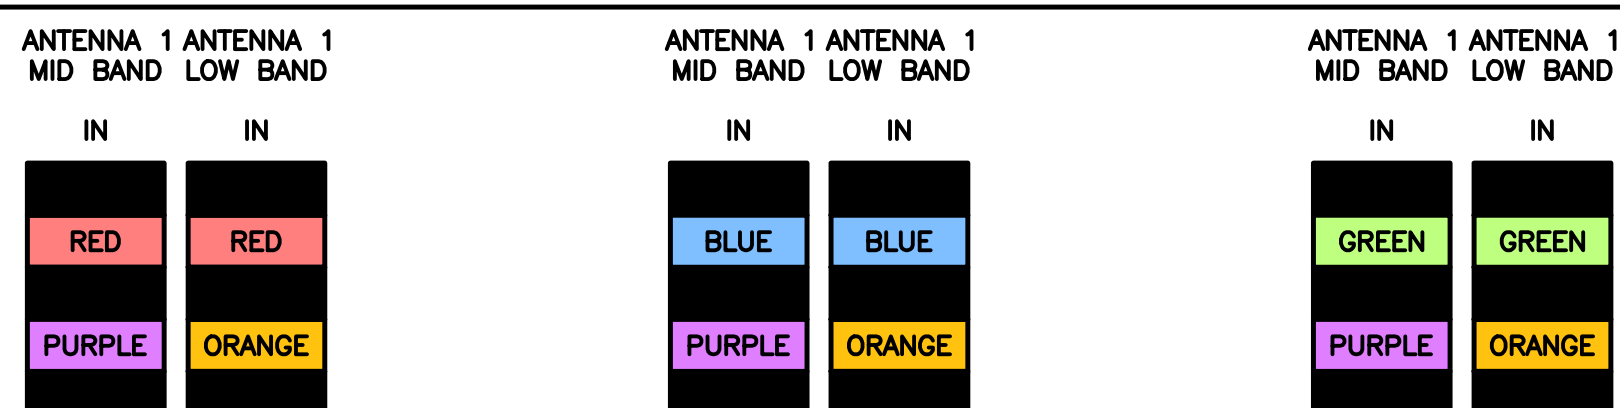 ANTENNA 1 ANTENNA 1 ANTENNA 1 ANTENNA 1 ANTENNA 1 ANTENNA 1
MID BAND LOW BAND MID BAND LOW BAND MID BAND LOW BAND
IN IN IN IN IN IN
RED RED BLUE BLUE GREEN GREEN
PURPLE ORANGE PURPLE ORANGE PURPLE ORANGE